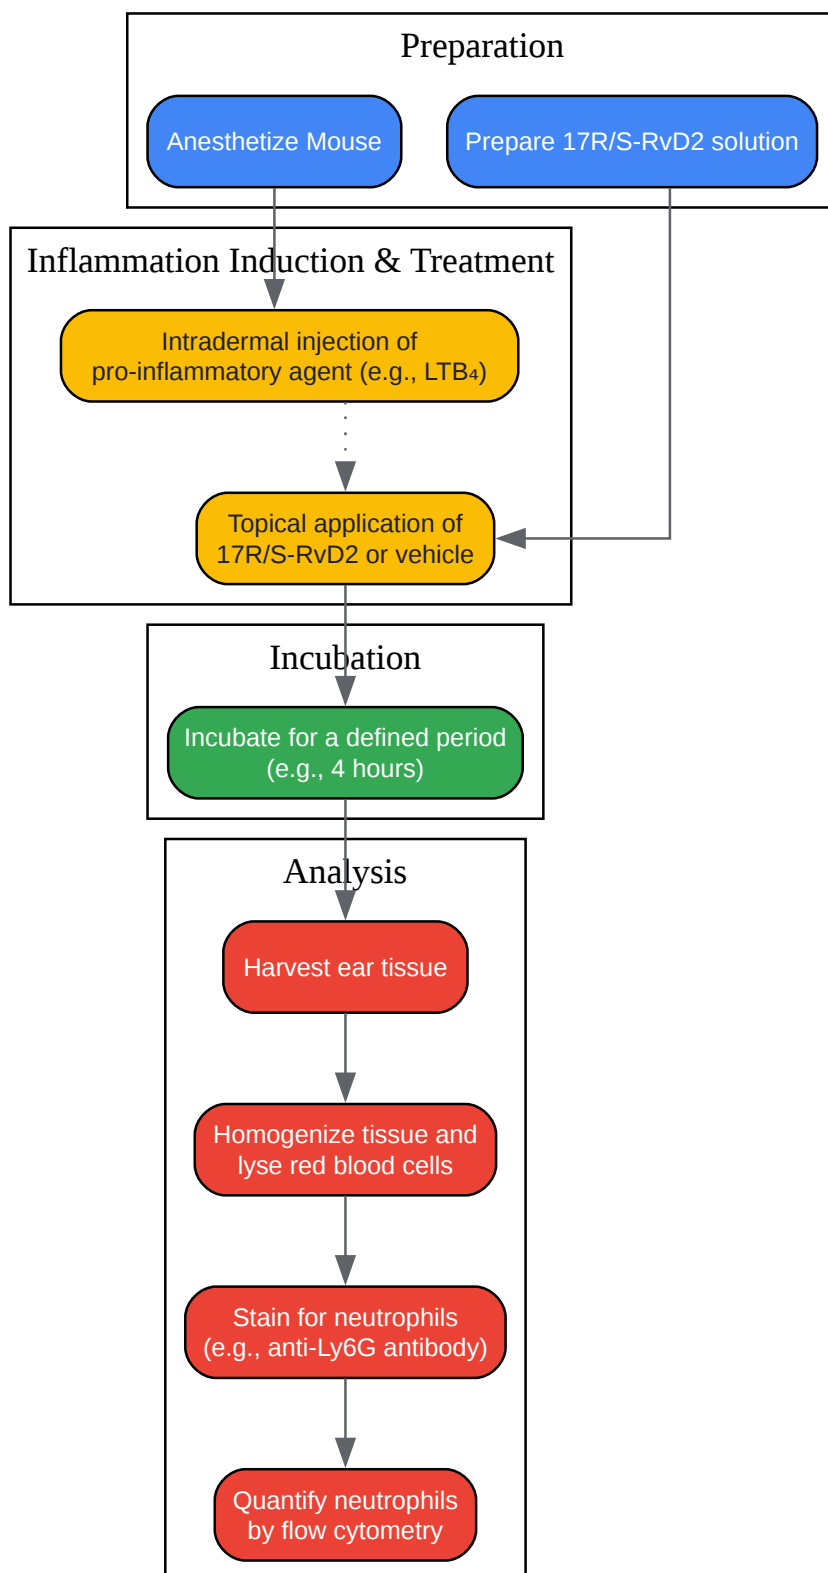 Preparation
Anesthetize Mouse
Prepare 17R/S-RvD2 solution
Inflammation Induction & Treatment
Intradermal injection of
pro-inflammatory agent (e.g., LTB₄)
Topical application of
17R/S-RvD2 or vehicle
Incubation
Incubate for a defined period
(e.g., 4 hours)
Analysis
Harvest ear tissue
Homogenize tissue and
lyse red blood cells
Stain for neutrophils
(e.g., anti-Ly6G antibody)
Quantify neutrophils
by flow cytometry